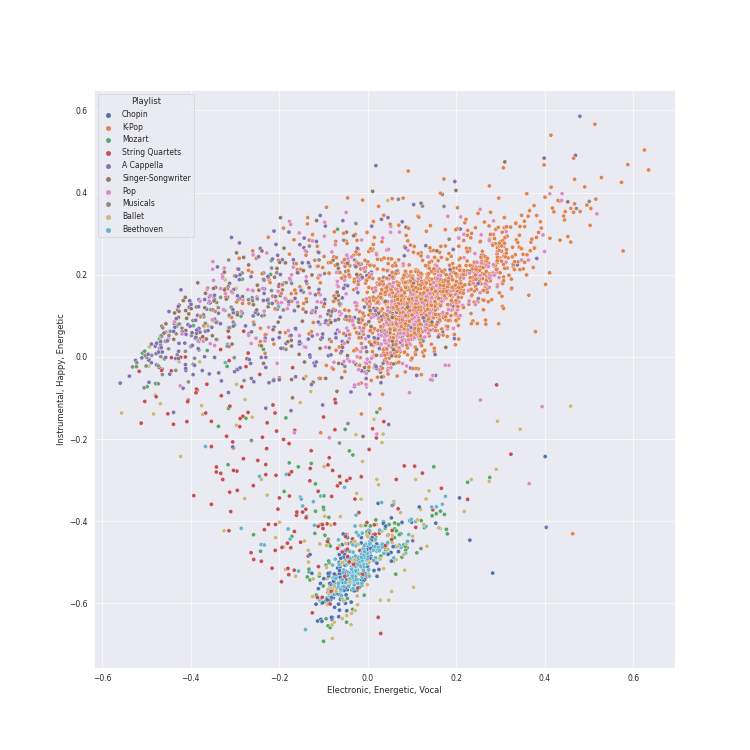 Playlist
Chopin
K-Pop
Mozart
String Quartets
A Cappella
Singer-Songwriter
Pop
Musicals
Ballet
Beethoven
0.6
0.4
0.2
0.0
−0.2
−0.4
−0.6
Instrumental, Happy, Energetic
−0.6 −0.4 −0.2 0.0 0.2 0.4 0.6
Electronic, Energetic, Vocal